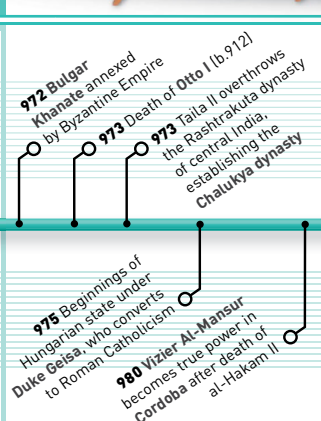 972 Bulgar
Khanate annexed
by Byzantine Empire
973 Death of Otto I (b.912)
973 Taila II overthrows
the Rashtrakuta dynasty
of central India,
establishing the
Chalukya dynasty
975 Beginnings of
Hungarian state under
Duke Geisa, who converts
to Roman Catholicism
980 Vizier Al-Mansur
becomes true power in
Cordoba after death of
al-Hakam II